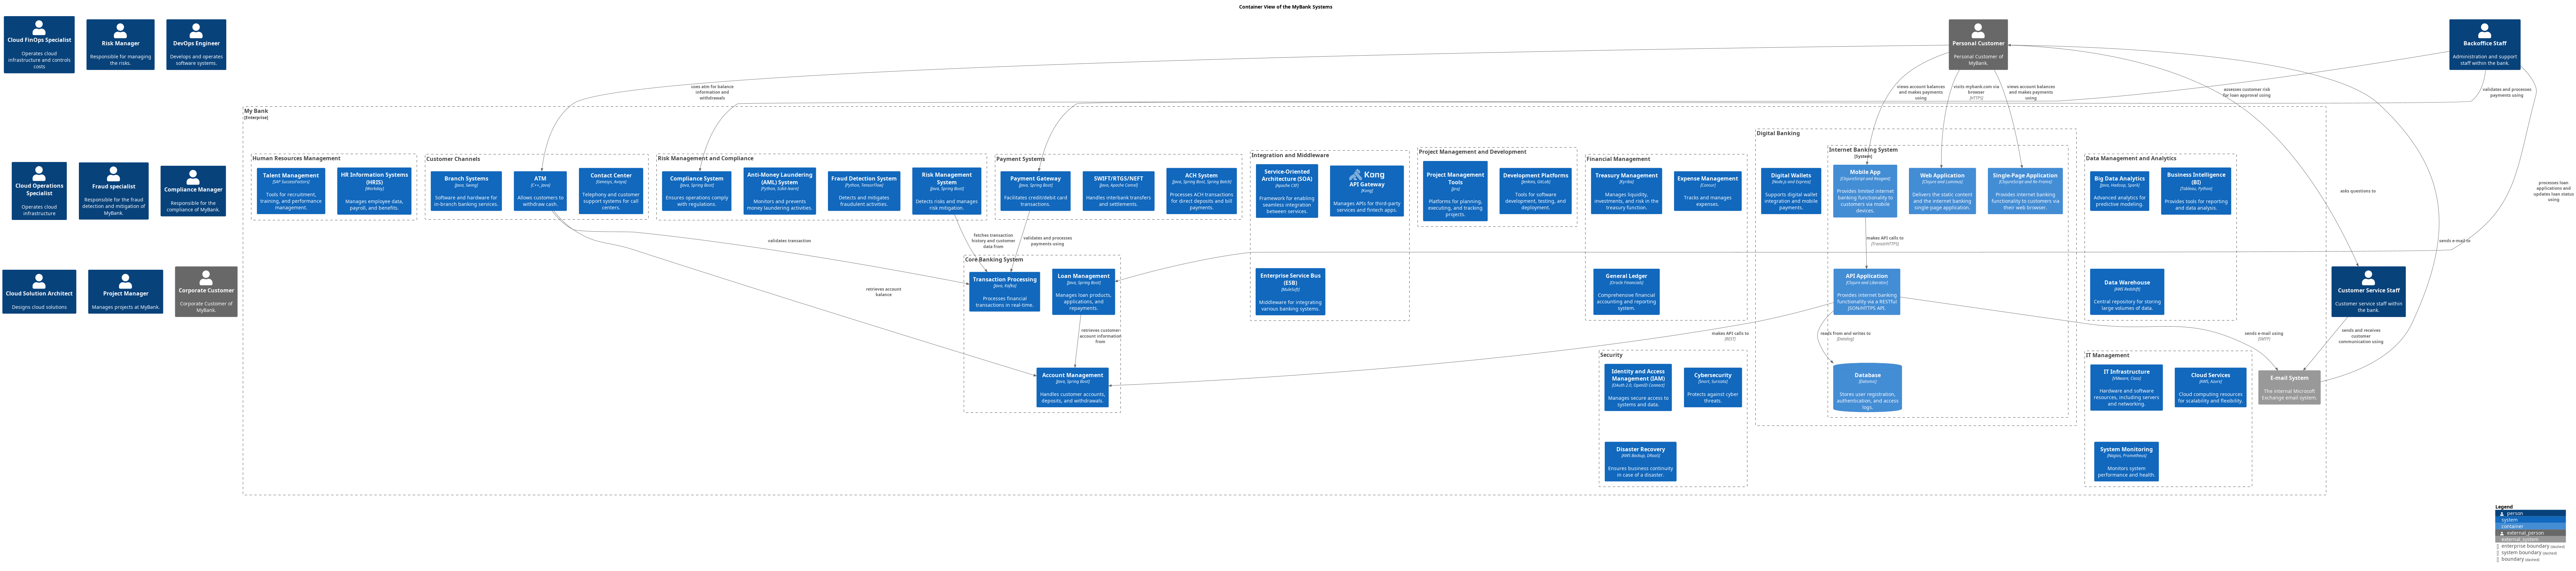 Container View of the MyBank Systems
Cloud FinOps Specialist
Operates cloud
infrastructure and controls
costs
Risk Manager
Responsible for managing
the risks.
DevOps Engineer
Develops and operates
software systems.
Personal Customer
Personal Customer of
MyBank.
Backoffice Staff
Administration and support
staff within the bank.
uses atm for balance
information and
withdrawals
views account balances
and makes payments
using
visits mybank.com via
browser
[HTTPS]
views account balances
and makes payments
using
assesses customer risk
for loan approval using
validates and processes
payments using
My Bank
[Enterprise]
Cloud Operations
Specialist
Operates cloud
infrastructure
Fraud specialist
Responsible for the fraud
detection and mitigation of
MyBank.
Compliance Manager
Responsible for the
compliance of MyBank.
Human Resources Management
Talent Management
[SAP SuccessFactors]
Tools for recruitment,
training, and performance
management.
HR Information Systems
(HRIS)
[Workday]
Manages employee data,
payroll, and benefits.
Customer Channels
Branch Systems
[Java, Swing]
Software and hardware for
in-branch banking services.
ATM
[C++, Java]
Allows customers to
withdraw cash.
Contact Center
[Genesys, Avaya]
Telephony and customer
support systems for call
centers.
Risk Management and Compliance
Compliance System
[Java, Spring Boot]
Ensures operations comply
with regulations.
Anti-Money Laundering
(AML) System
[Python, Scikit-learn]
Monitors and prevents
money laundering activities.
Fraud Detection System
[Python, TensorFlow]
Detects and mitigates
fraudulent activities.
Risk Management
System
[Java, Spring Boot]
Detects risks and manages
risk mitigation.
Payment Systems
Payment Gateway
[Java, Spring Boot]
Facilitates credit/debit card
transactions.
SWIFT/RTGS/NEFT
[Java, Apache Camel]
Handles interbank transfers
and settlements.
ACH System
[Java, Spring Boot, Spring Batch]
Processes ACH transactions
for direct deposits and bill
payments.
Integration and Middleware
Service-Oriented
Architecture (SOA)
[Apache CXF]
Framework for enabling
seamless integration
between services.
Kong
API Gateway
[Kong]
Manages APIs for third-party
services and fintech apps.
Project Management and Development
Project Management
Tools
[Jira]
Platforms for planning,
executing, and tracking
projects.
Development Platforms
[Jenkins, GitLab]
Tools for software
development, testing, and
deployment.
Financial Management
Treasury Management
[Kyriba]
Manages liquidity,
investments, and risk in the
treasury function.
Expense Management
[Concur]
Tracks and manages
expenses.
Digital Banking
Digital Wallets
[Node.js and Express]
Supports digital wallet
integration and mobile
payments.
Internet Banking System
[System]
Mobile App
[ClojureScript and Reagent]
Provides limited internet
banking functionality to
customers via mobile
devices.
Web Application
[Clojure and Luminus]
Delivers the static content
and the internet banking
single-page application.
Single-Page Application
[ClojureScript and Re-Frame]
Provides internet banking
functionality to customers via
their web browser.
Data Management and Analytics
Big Data Analytics
[Java, Hadoop, Spark]
Advanced analytics for
predictive modeling.
Business Intelligence
(BI)
[Tableau, Python]
Provides tools for reporting
and data analysis.
asks questions to
processes loan
applications and
updates loan status
using
validates transaction
fetches transaction
history and customer
data from
validates and processes
payments using
makes API calls to
[Transit/HTTPS]
sends e-mail to
Cloud Solution Architect
Designs cloud solutions
Project Manager
Manages projects at MyBank.
Corporate Customer
Corporate Customer of
MyBank.
retrieves account
balance
Core Banking System
Transaction Processing
[Java, Kafka]
Processes financial
transactions in real-time.
Loan Management
[Java, Spring Boot]
Manages loan products,
applications, and
repayments.
Enterprise Service Bus
(ESB)
[MuleSoft]
Middleware for integrating
various banking systems.
General Ledger
[Oracle Financials]
Comprehensive financial
accounting and reporting
system.
API Application
[Clojure and Liberator]
Provides internet banking
functionality via a RESTful
JSON/HTTPS API.
Data Warehouse
[AWS Redshift]
Central repository for storing
large volumes of data.
Customer Service Staff
Customer service staff within
the bank.
retrieves customer
account information
from
makes API calls to
[REST]
reads from and writes to
[Datalog]
sends e-mail using
[SMTP]
sends and receives
customer
communication using
Account Management
[Java, Spring Boot]
Handles customer accounts,
deposits, and withdrawals.
Security
Identity and Access
Management (IAM)
[OAuth 2.0, OpenID Connect]
Manages secure access to
systems and data.
Cybersecurity
[Snort, Suricata]
Protects against cyber
threats.
Disaster Recovery
[AWS Backup, DRaaS]
Ensures business continuity
in case of a disaster.
Database
[Datomic]
Stores user registration,
authentication, and access
logs.
IT Management
IT Infrastructure
[VMware, Cisco]
Hardware and software
resources, including servers
and networking.
Cloud Services
[AWS, Azure]
Cloud computing resources
for scalability and flexibility.
System Monitoring
[Nagios, Prometheus]
Monitors system
performance and health.
E-mail System
The internal Microsoft
Exchange email system.
Legend
person
system
container
external_person
external_system
enterprise boundary (dashed)
system boundary (dashed)
boundary (dashed)